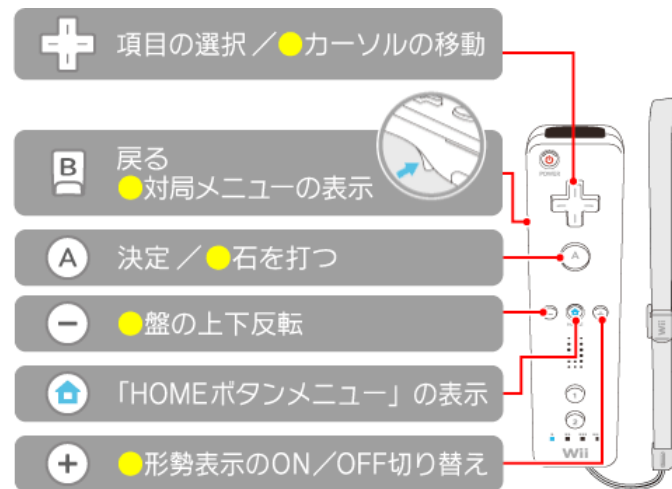 項目の選択／●カーソルの移動
B
戻る
●対局メニューの表示
POWER
A
決定／●石を打つ
A
●盤の上下反転
「HOMEボタンメニュー」の表示
1
2
Wii
Wii
+
●形勢表示のON／OFF切り替え